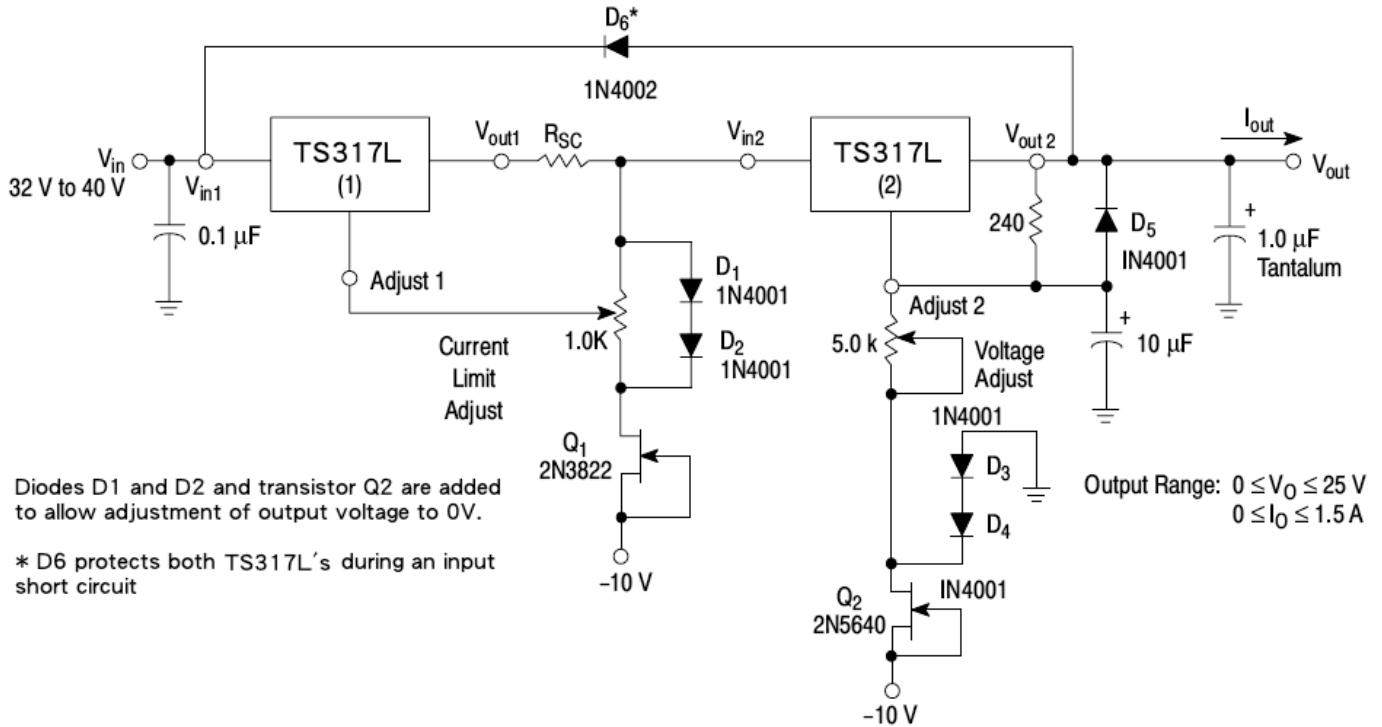 D6*
1N4002
Vin
32 V to 40 V
Vin1
0.1 μF
TS317L
(1)
Vout1
RSC
Vin2
TS317L
(2)
Vout 2
Iout
Vout
Adjust 1
Current
Limit
Adjust
1.0K
D1
1N4001
D2
1N4001
240
D5
IN4001
+
1.0 μF
Tantalum
Adjust 2
5.0 k
Voltage
Adjust
+
10 μF
1N4001
D3
D4
IN4001
Q1
2N3822
–10 V
Q2
2N5640
–10 V
Output Range: 0 ≤ VO ≤ 25 V
0 ≤ IO ≤ 1.5 A
Diodes D1 and D2 and transistor Q2 are added
to allow adjustment of output voltage to 0V.
* D6 protects both TS317L´s during an input
short circuit